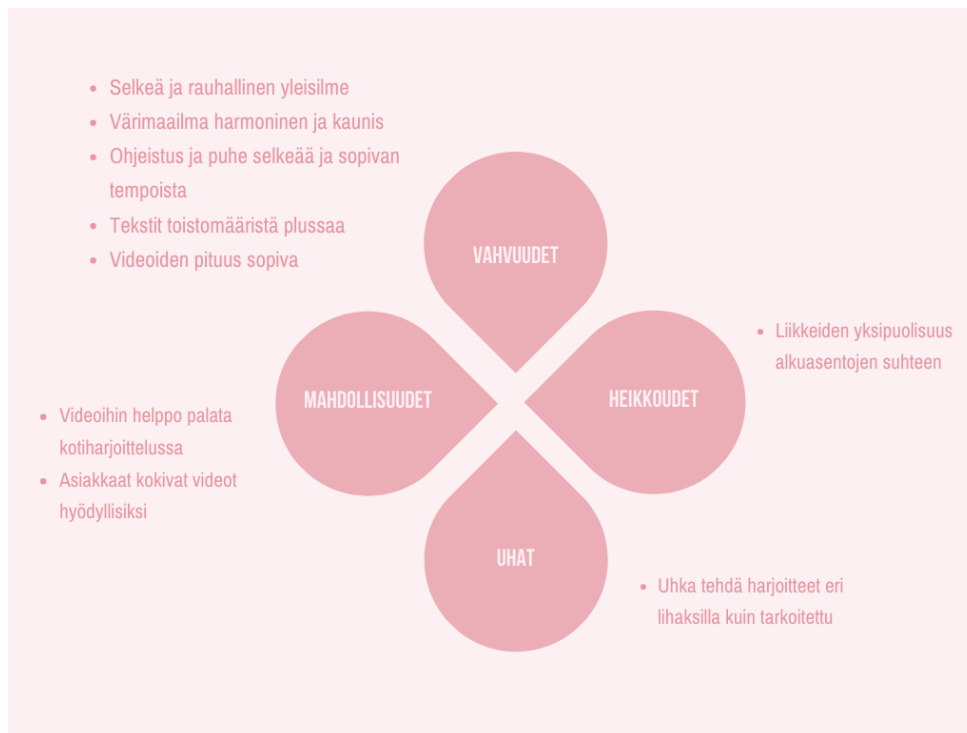 • Selkeä ja rauhallinen yleisilme
• Värimaailma harmoninen ja kaunis
• Ohjeistus ja puhe selkeää ja sopivan
tempoista
• Tekstit toistomääristä plussaa
• Videoiden pituus sopiva
VAHVUUDET
• Liikkeiden yksipuolisuus
alkuasentojen suhteen
MAHDOLLISUUDET
HEIKKOUDET
• Videoihin helppo palata
kotiharjoittelussa
• Asiakkaat kokivat videot
hyödyllisiksi
UHAT
• Uhka tehdä harjoitteet eri
lihaksilla kuin tarkoitettu